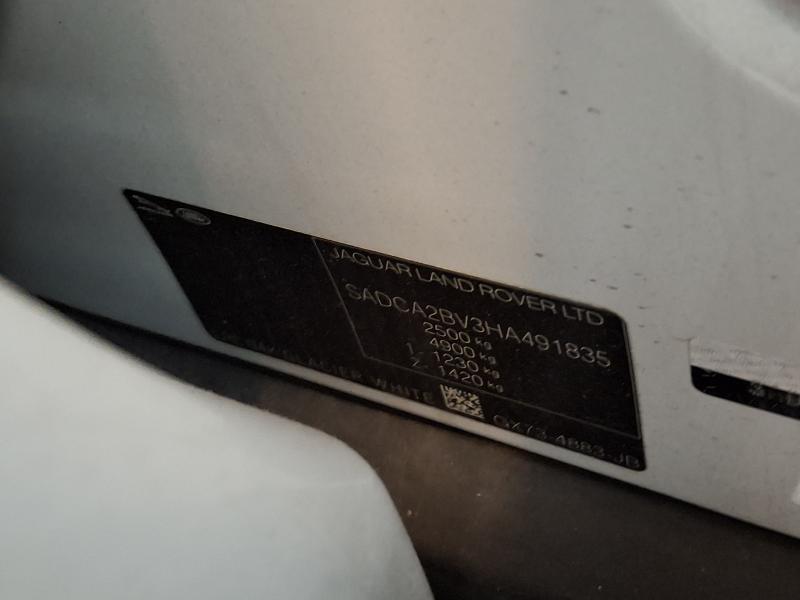 JAGUAR LAND ROVER LTD
SADCA2BV3HA491835
2500 kg
4900 kg
1 1230 kg
2 1420 kg
GLACIER WHITE
GX73-4883-JB